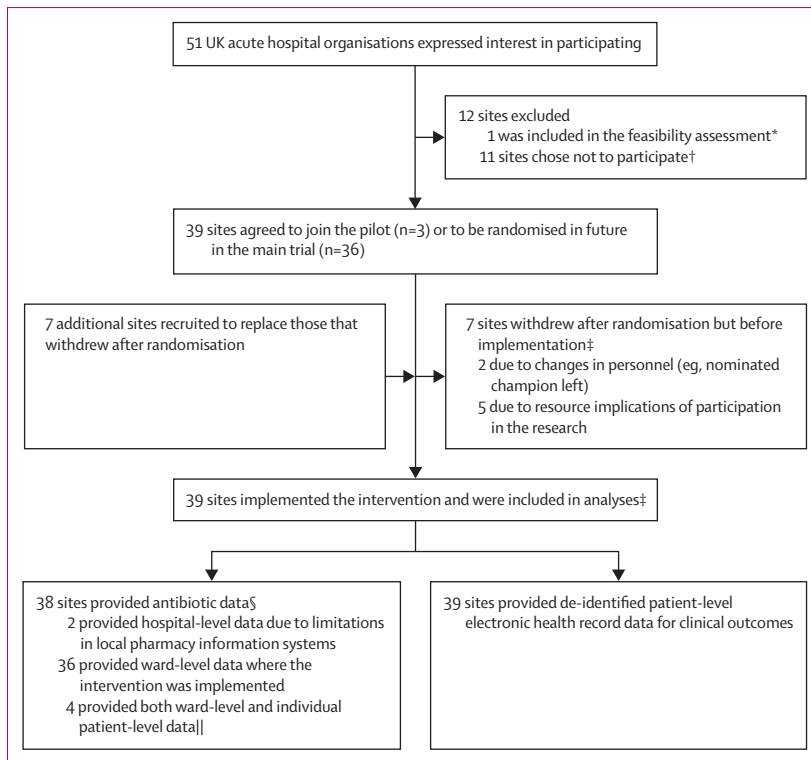 51 UK acute hospital organisations expressed interest in participating
12 sites excluded
1 was included in the feasibility assessment*
11 sites chose not to participate†
39 sites agreed to join the pilot (n=3) or to be randomised in future
in the main trial (n=36)
7 additional sites recruited to replace those that
withdrew after randomisation
7 sites withdrew after randomisation but before
implementation‡
2 due to changes in personnel (eg, nominated
champion left)
5 due to resource implications of participation
in the research
39 sites implemented the intervention and were included in analyses‡
38 sites provided antibiotic data§
2 provided hospital-level data due to limitations
in local pharmacy information systems
36 provided ward-level data where the
intervention was implemented
4 provided both ward-level and individual
patient-level data||
39 sites provided de-identified patient-level
electronic health record data for clinical outcomes